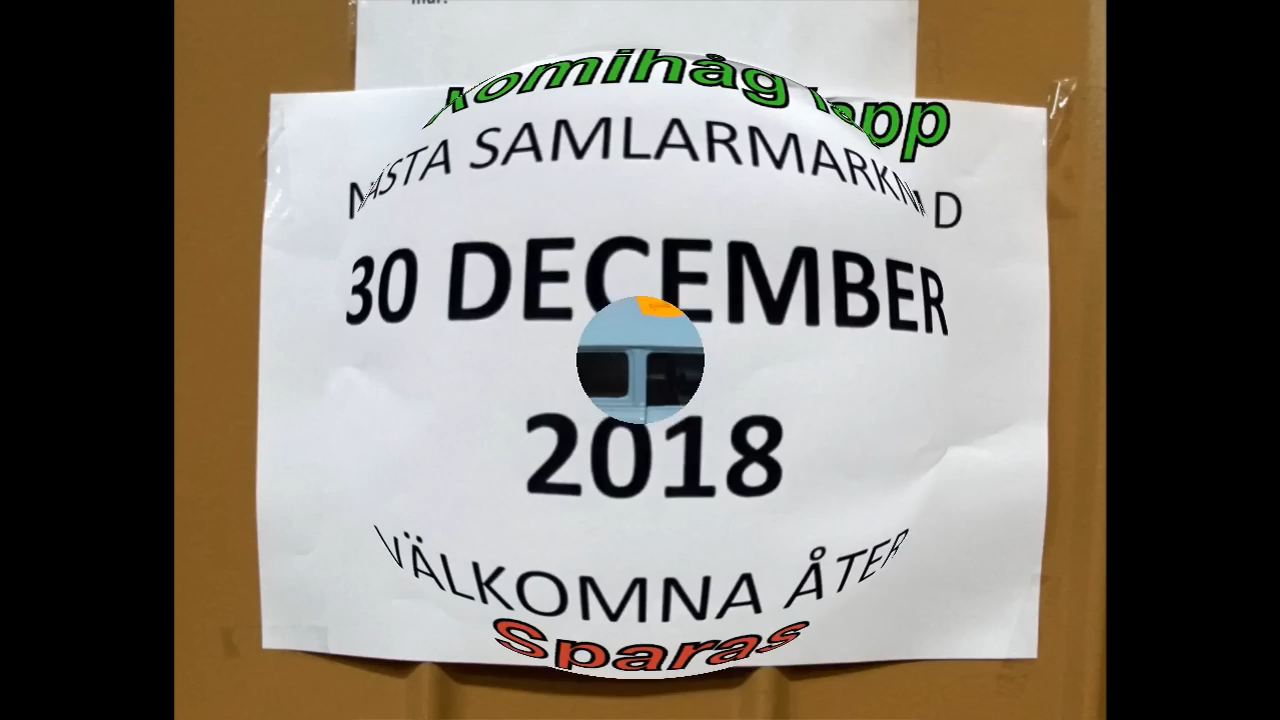 Komihåg lapp
NÄSTA SAMLARMARKNAD
30 DECEMBER
2018
VÄLKOMNA ÅTER
Sparas